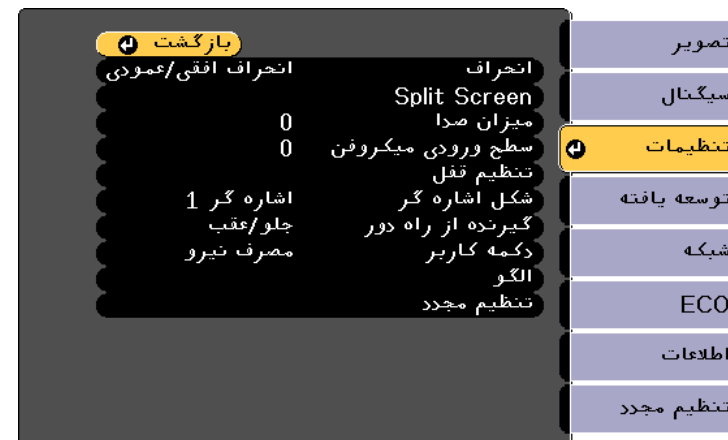 تصویر
سیگنال
تنظیمات
توسعه یافته
شبکه
ECO
اطلاعات
تنظیم مجدد
بازگشت
انحراف انحراف افقی/عمودی
Split Screen
میزان صدا 0
سطح ورودی میکروفن 0
تنظیم قفل
شکل اشاره گر اشاره گر 1
گیرنده از راه دور جلو/عقب
دکمه کاربر مصرف نیرو
الگو
تنظیم مجدد